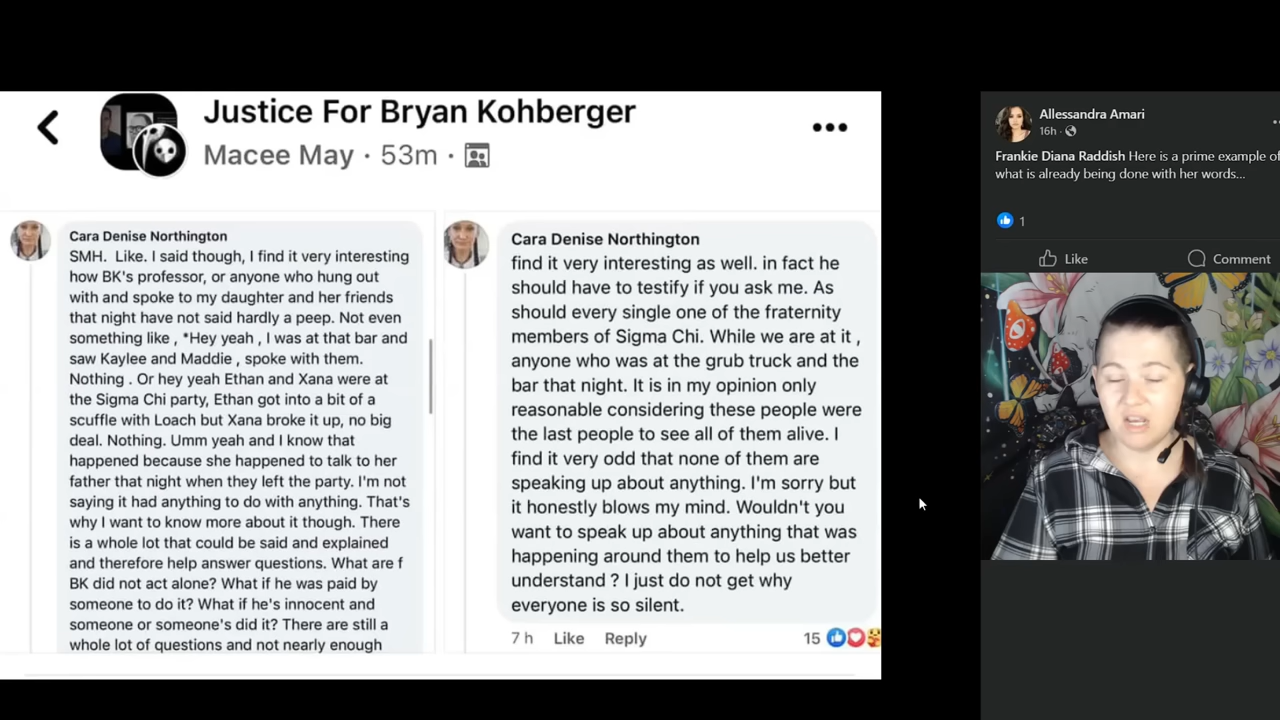 Justice For Bryan Kohberger
Macee May · 53m ·
Cara Denise Northington
SMH. Like. I said though, I find it very interesting
how BK's professor, or anyone who hung out
with and spoke to my daughter and her friends
that night have not said hardly a peep. Not even
something like , *Hey yeah , I was at that bar and
saw Kaylee and Maddie , spoke with them.
Nothing . Or hey yeah Ethan and Xana were at
the Sigma Chi party, Ethan got into a bit of a
scuffle with Loach but Xana broke it up, no big
deal. Nothing. Umm yeah and I know that
happened because she happened to talk to her
father that night when they left the party. I'm not
saying it had anything to do with anything. That's
why I want to know more about it though. There
is a whole lot that could be said and explained
and therefore help answer questions. What are f
BK did not act alone? What if he was paid by
someone to do it? What if he's innocent and
someone or someone's did it? There are still a
whole lot of questions and not nearly enough
Cara Denise Northington
find it very interesting as well. in fact he
should have to testify if you ask me. As
should every single one of the fraternity
members of Sigma Chi. While we are at it ,
anyone who was at the grub truck and the
bar that night. It is in my opinion only
reasonable considering these people were
the last people to see all of them alive. I
find it very odd that none of them are
speaking up about anything. I'm sorry but
it honestly blows my mind. Wouldn't you
want to speak up about anything that was
happening around them to help us better
understand ? I just do not get why
everyone is so silent.
7 h Like Reply 15
Allessandra Amari
16h ·
Frankie Diana Raddish Here is a prime example of
what is already being done with her words...
1
Like Comment